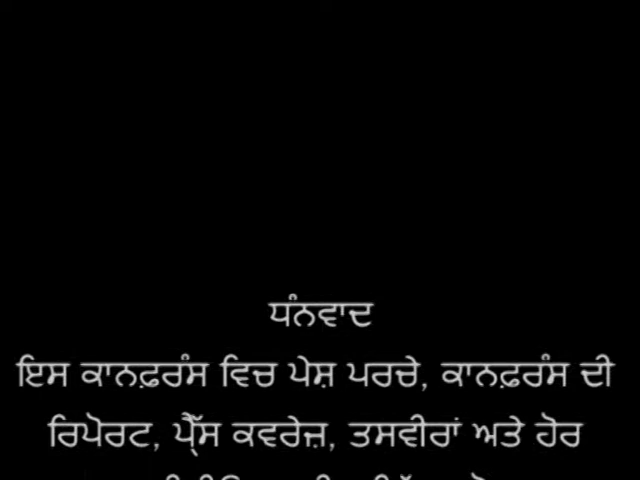 ਧੰਨਵਾਦ
ਇਸ ਕਾਨਫ਼ਰੰਸ ਵਿਚ ਪੇਸ਼ ਪਰਚੇ, ਕਾਨਫ਼ਰੰਸ ਦੀ
ਰਿਪੋਰਟ, ਪ੍ਰੈੱਸ ਕਵਰੇਜ਼, ਤਸਵੀਰਾਂ ਅਤੇ ਹੋਰ